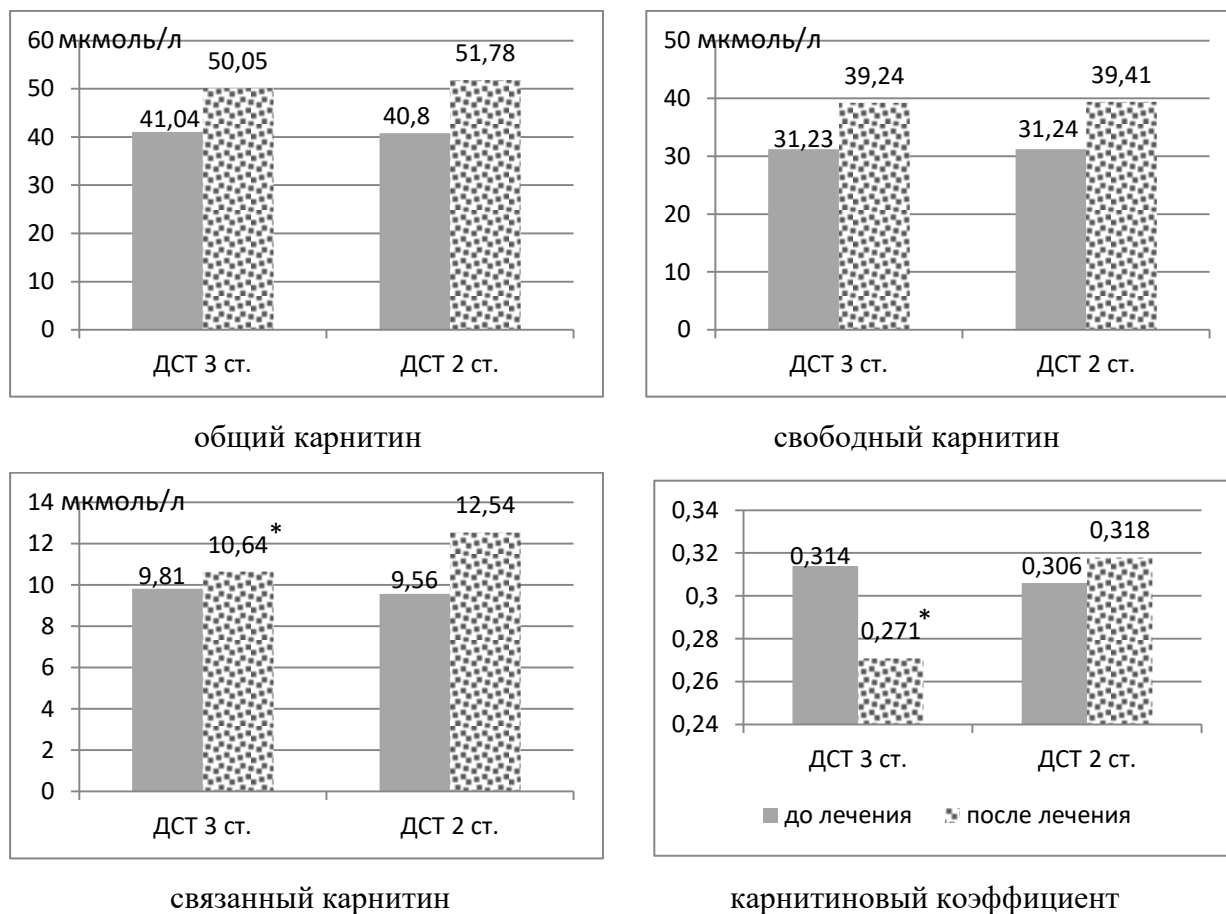 60
мкмоль/л
50,05
51,78
50
41,04
40,8
40
30
20
10
0
ДСТ 3 ст.
ДСТ 2 ст.
общий карнитин
50
мкмоль/л
39,24
39,41
40
31,23
31,24
30
20
10
0
ДСТ 3 ст.
ДСТ 2 ст.
свободный карнитин
14
мкмоль/л
12,54
12
10,64*
9,81
9,56
10
8
6
4
2
0
ДСТ 3 ст.
ДСТ 2 ст.
связанный карнитин
0,34
0,318
0,32
0,314
0,306
0,3
0,28
0,271*
0,26
0,24
ДСТ 3 ст.
ДСТ 2 ст.
до лечения
после лечения
карнитиновый коэффициент